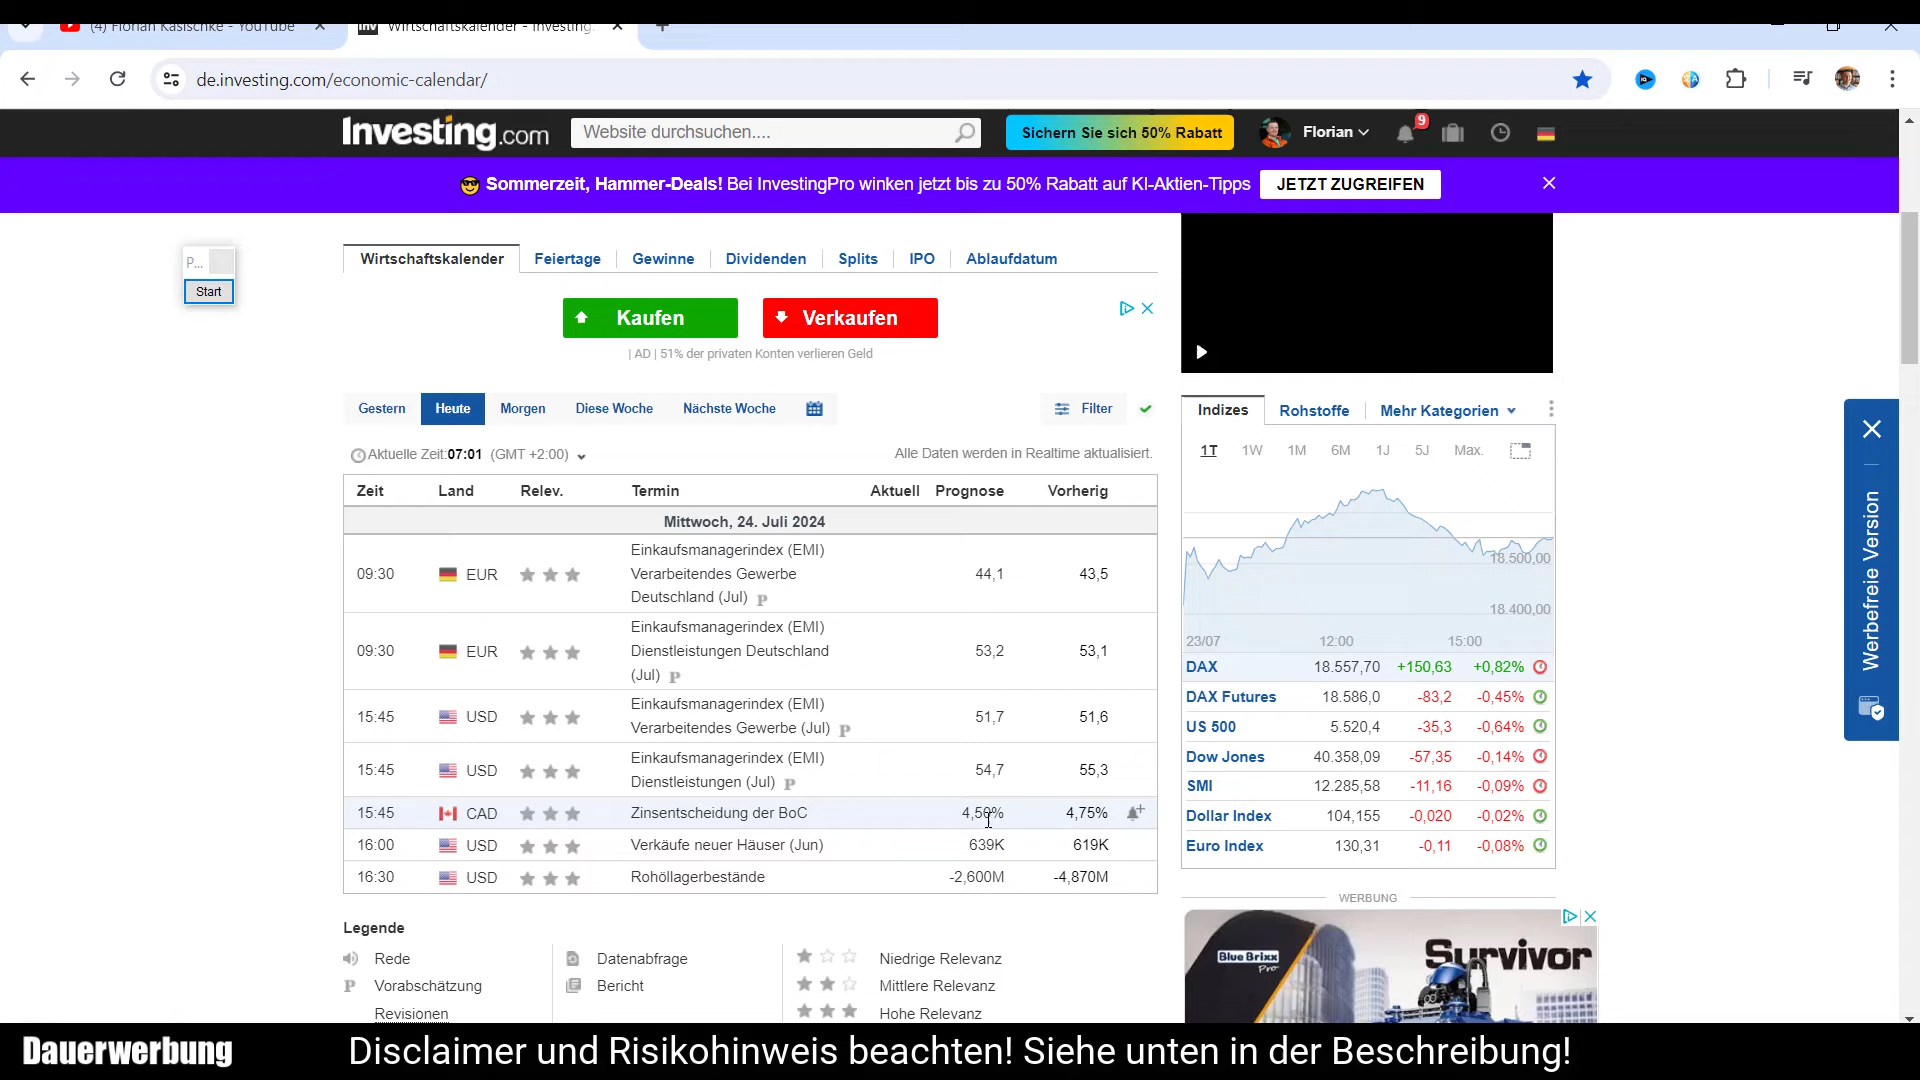 (4) Florian Kasischke - YouTube
Wirtschaftskalender - Investing.
de.investing.com/economic-calendar/
Investing.com
Website durchsuchen....
Sichern Sie sich 50% Rabatt
Florian
9
Sommerzeit, Hammer-Deals! Bei InvestingPro winken jetzt bis zu 50% Rabatt auf KI-Aktien-Tipps
JETZT ZUGREIFEN
P...
Start
Wirtschaftskalender Feiertage Gewinne Dividenden Splits IPO Ablaufdatum
Kaufen Verkaufen
| AD | 51% der privaten Konten verlieren Geld
Gestern Heute Morgen Diese Woche Nächste Woche Filter
Aktuelle Zeit:07:01 (GMT +2:00) Alle Daten werden in Realtime aktualisiert.
Zeit Land Relev. Termin Aktuell Prognose Vorherig
Mittwoch, 24. Juli 2024
Einkaufsmanagerindex (EMI)
09:30 EUR Verarbeitendes Gewerbe 44,1 43,5
Deutschland (Jul) P
Einkaufsmanagerindex (EMI)
09:30 EUR Dienstleistungen Deutschland 53,2 53,1
(Jul) P
Einkaufsmanagerindex (EMI)
15:45 USD Verarbeitendes Gewerbe (Jul) P 51,7 51,6
Einkaufsmanagerindex (EMI)
15:45 USD Dienstleistungen (Jul) P 54,7 55,3
15:45 CAD Zinsentscheidung der BoC 4,50% 4,75%
16:00 USD Verkäufe neuer Häuser (Jun) 639K 619K
16:30 USD Rohöllagerbestände -2,600M -4,870M
Legende
Rede Datenabfrage Niedrige Relevanz
P Vorabschätzung Bericht Mittlere Relevanz
Revisionen Hohe Relevanz
Indizes Rohstoffe Mehr Kategorien
1T 1W 1M 6M 1J 5J Max.
18.500,00
18.400,00
23/07 12:00 15:00
DAX 18.557,70 +150,63 +0,82%
DAX Futures 18.586,0 -83,2 -0,45%
US 500 5.520,4 -35,3 -0,64%
Dow Jones 40.358,09 -57,35 -0,14%
SMI 12.285,58 -11,16 -0,09%
Dollar Index 104,155 -0,020 -0,02%
Euro Index 130,31 -0,11 -0,08%
WERBUNG
Blue Brixx
Pro
Survivor
Werbefreie Version
Dauerwerbung
Disclaimer und Risikohinweis beachten! Siehe unten in der Beschreibung!